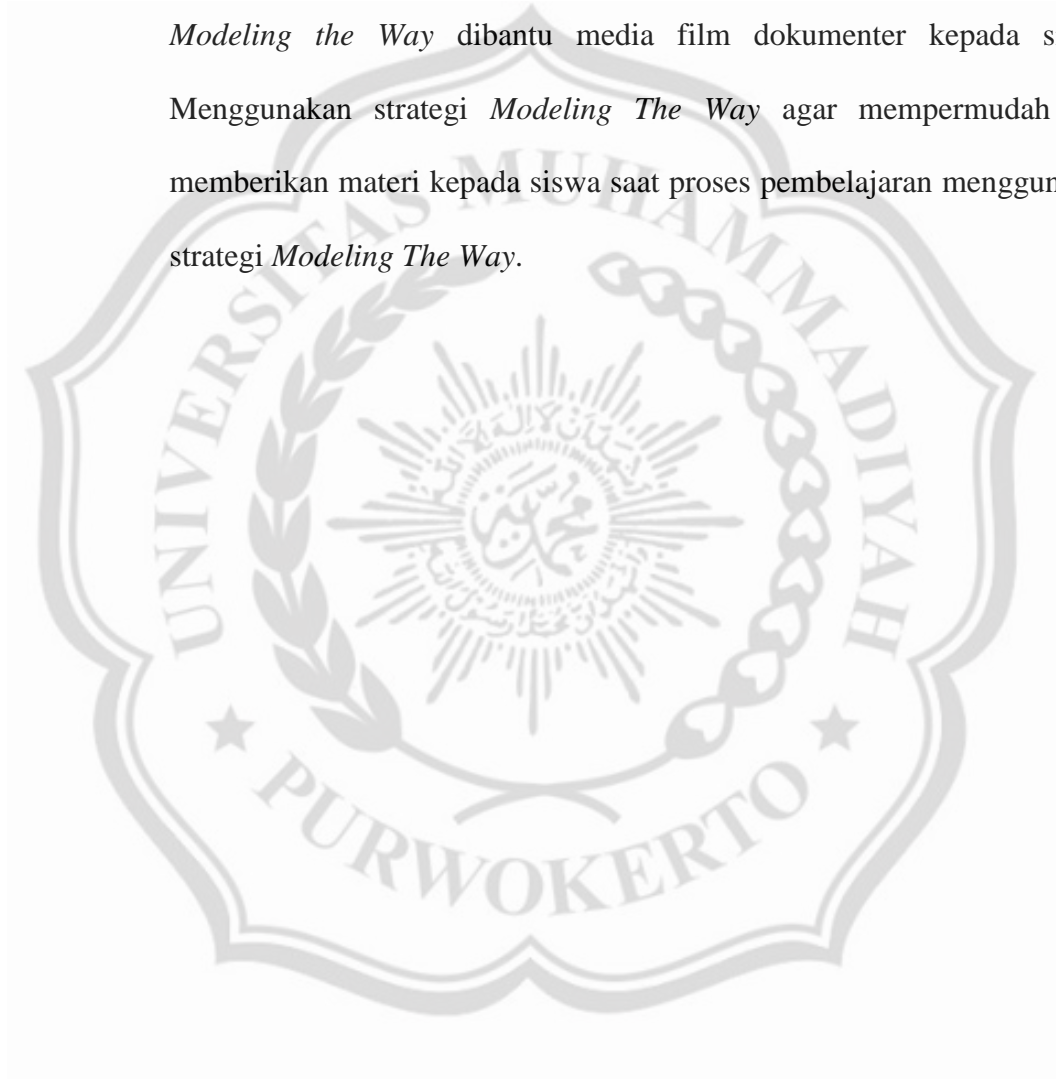 Modeling the Way dibantu media film dokumenter kepada s
Menggunakan strategi Modeling The Way agar mempermudah
memberikan materi kepada siswa saat proses pembelajaran menggun
strategi Modeling The Way.
UNIVERSITAS MUHAMMADIYAH
PURWOKERTO